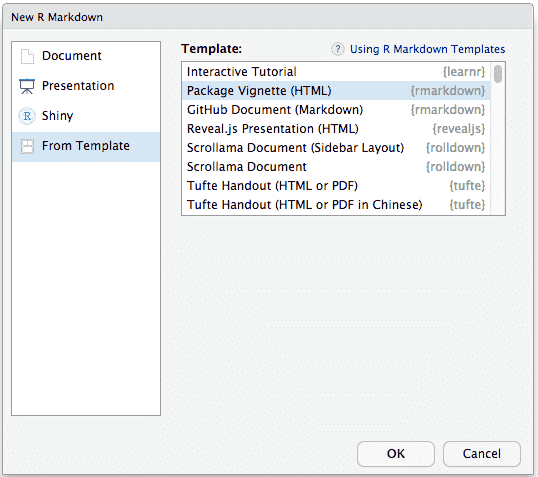 New R Markdown
Document
Presentation
Shiny
From Template
Template:
? Using R Markdown Templates
Interactive Tutorial {learnr}
Package Vignette (HTML) {rmarkdown}
GitHub Document (Markdown) {rmarkdown}
Reveal.js Presentation (HTML) {revealjs}
Scrollama Document (Sidebar Layout) {rolldown}
Scrollama Document {rolldown}
Tufte Handout (HTML or PDF) {tufte}
Tufte Handout (HTML or PDF in Chinese) {tufte}
OK
Cancel